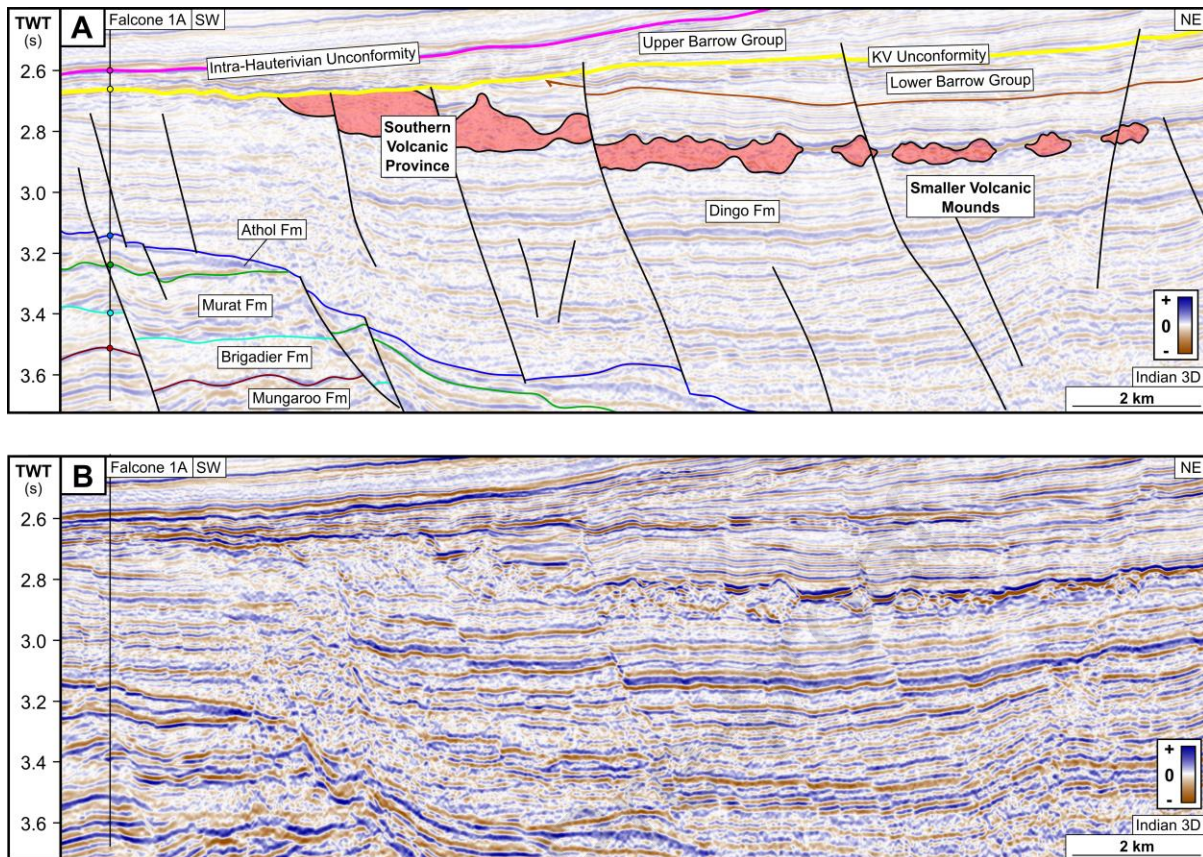 TWT
(s)
A
Falcone 1A
SW
NE
2.6
2.8
3.0
3.2
3.4
3.6
Intra-Hauterivian Unconformity
Upper Barrow Group
KV Unconformity
Lower Barrow Group
Southern
Volcanic
Province
Smaller Volcanic
Mounds
Dingo Fm
Athol Fm
Murat Fm
Brigadier Fm
Mungaroo Fm
+
0
-
Indian 3D
2 km
TWT
(s)
B
Falcone 1A
SW
NE
2.6
2.8
3.0
3.2
3.4
3.6
+
0
-
Indian 3D
2 km